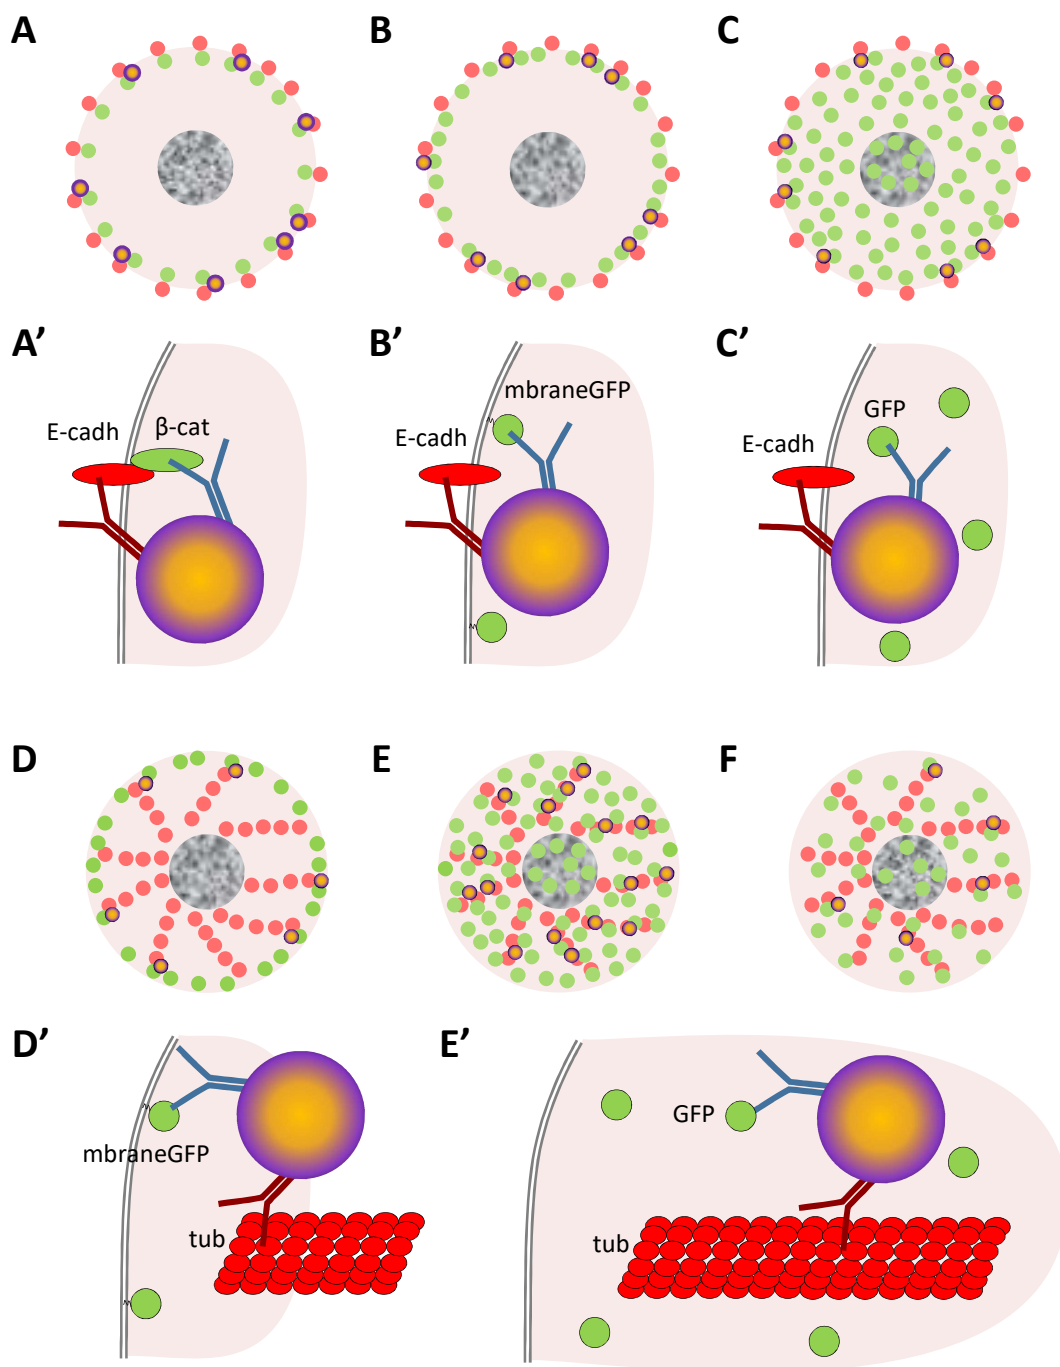 A
B
C
A’
B’
C’
E-cadh
β-cat
E-cadh
mbraneGFP
E-cadh
GFP
D
E
F
D’
E’
mbraneGFP
tub
GFP
tub